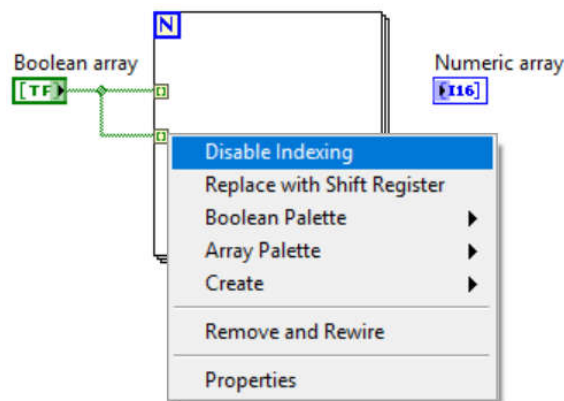 N
Boolean array
Numeric array
[TF]
[I16]
Disable Indexing
Replace with Shift Register
Boolean Palette
Array Palette
Create
Remove and Rewire
Properties